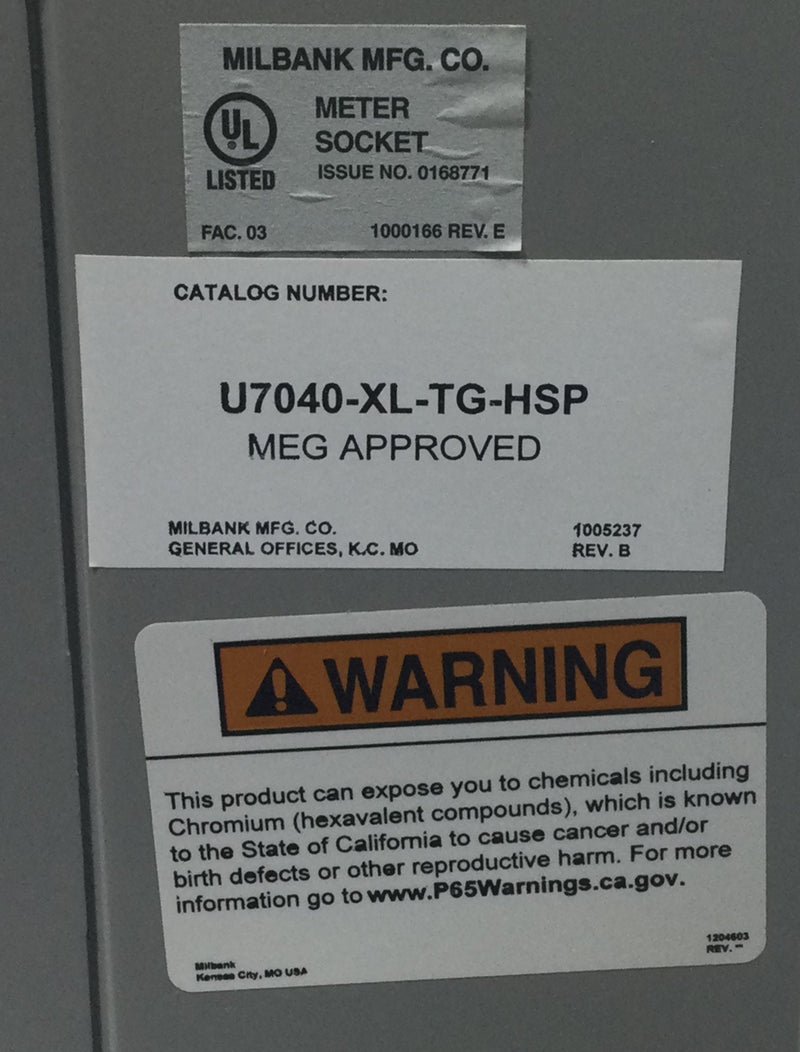 MILBANK MFG. CO.
UL
LISTED
METER
SOCKET
ISSUE NO. 0168771
FAC. 03 1000166 REV. E
CATALOG NUMBER:
U7040-XL-TG-HSP
MEG APPROVED
MILBANK MFG. CO.
GENERAL OFFICES, K.C. MO
1005237
REV. B
WARNING
This product can expose you to chemicals including
Chromium (hexavalent compounds), which is known
to the State of California to cause cancer and/or
birth defects or other reproductive harm. For more
information go to www.P65Warnings.ca.gov.
Milbank
Kansas City, MO USA
1204603
REV. "-"